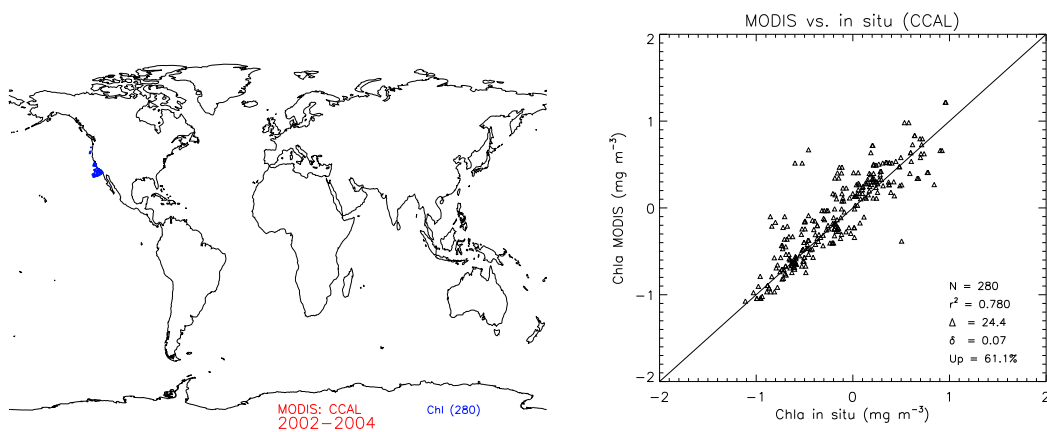 MODIS: CCAL
2002-2004
Chl (280)
MODIS vs. in situ (CCAL)
2
1
0
-1
-2
Chla MODIS (mg m⁻³)
N = 280
r² = 0.780
Δ = 24.4
δ = 0.07
Up = 61.1%
-2 -1 0 1 2
Chla in situ (mg m⁻³)